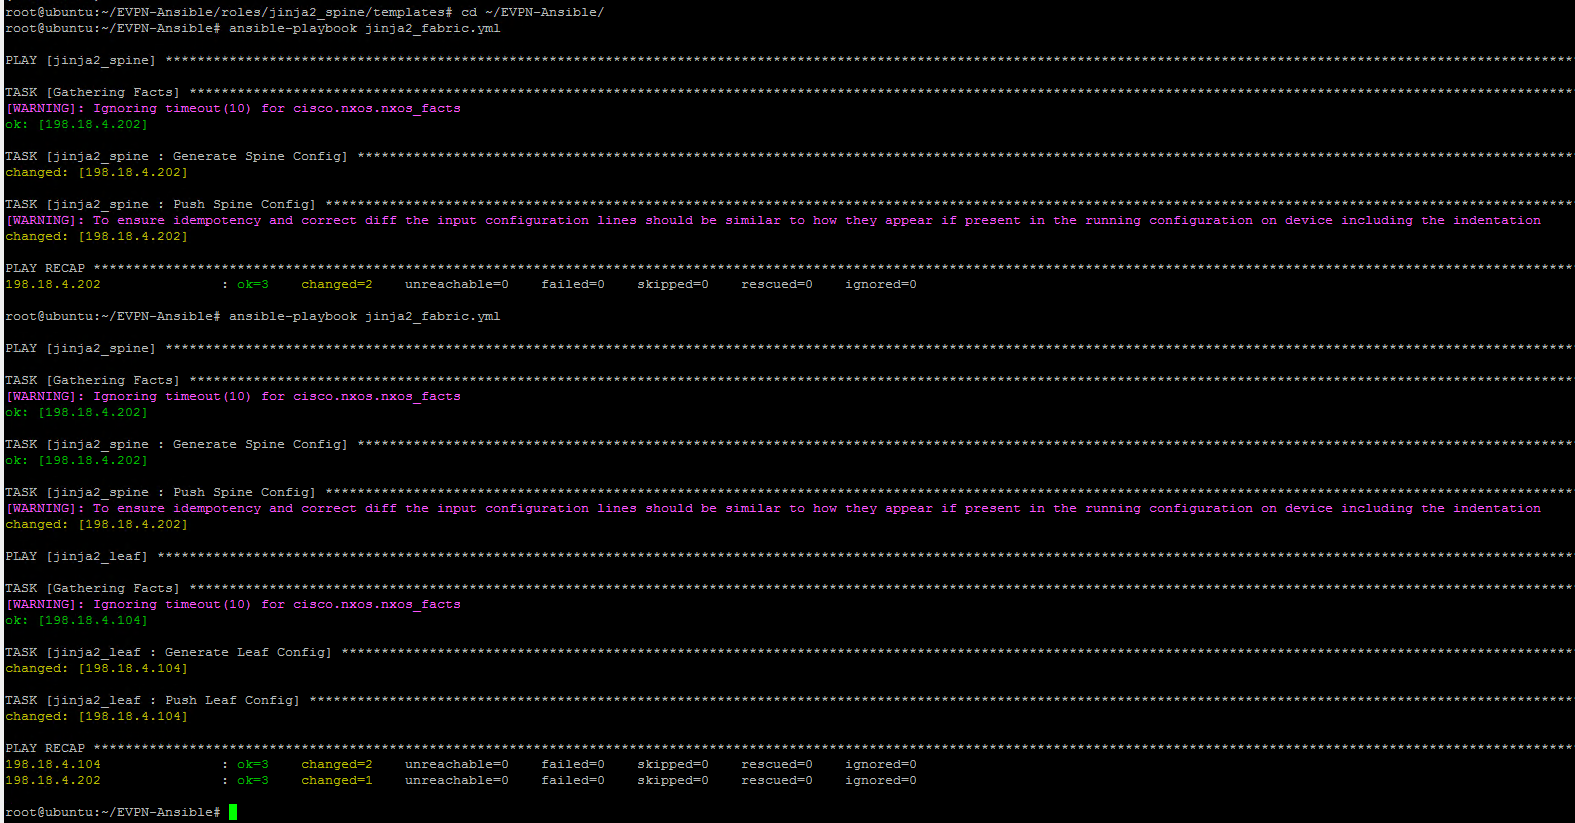 root@ubuntu:~/EVPN-Ansible/roles/jinja2_spine/templates# cd ~/EVPN-Ansible/
root@ubuntu:~/EVPN-Ansible# ansible-playbook jinja2_fabric.yml
PLAY [jinja2_spine] ********************************************************************************************************************************************************************************
TASK [Gathering Facts] *****************************************************************************************************************************************************************************
[WARNING]: Ignoring timeout(10) for cisco.nxos.nxos_facts
ok: [198.18.4.202]
TASK [jinja2_spine : Generate Spine Config] ********************************************************************************************************************************************************
changed: [198.18.4.202]
TASK [jinja2_spine : Push Spine Config] ************************************************************************************************************************************************************
[WARNING]: To ensure idempotency and correct diff the input configuration lines should be similar to how they appear if present in the running configuration on device including the indentation
changed: [198.18.4.202]
PLAY RECAP *****************************************************************************************************************************************************************************************
198.18.4.202               : ok=3    changed=2    unreachable=0    failed=0    skipped=0    rescued=0    ignored=0
root@ubuntu:~/EVPN-Ansible# ansible-playbook jinja2_fabric.yml
PLAY [jinja2_spine] ********************************************************************************************************************************************************************************
TASK [Gathering Facts] *****************************************************************************************************************************************************************************
[WARNING]: Ignoring timeout(10) for cisco.nxos.nxos_facts
ok: [198.18.4.202]
TASK [jinja2_spine : Generate Spine Config] ********************************************************************************************************************************************************
ok: [198.18.4.202]
TASK [jinja2_spine : Push Spine Config] ************************************************************************************************************************************************************
[WARNING]: To ensure idempotency and correct diff the input configuration lines should be similar to how they appear if present in the running configuration on device including the indentation
changed: [198.18.4.202]
PLAY [jinja2_leaf] *********************************************************************************************************************************************************************************
TASK [Gathering Facts] *****************************************************************************************************************************************************************************
[WARNING]: Ignoring timeout(10) for cisco.nxos.nxos_facts
ok: [198.18.4.104]
TASK [jinja2_leaf : Generate Leaf Config] **********************************************************************************************************************************************************
changed: [198.18.4.104]
TASK [jinja2_leaf : Push Leaf Config] **************************************************************************************************************************************************************
changed: [198.18.4.104]
PLAY RECAP *****************************************************************************************************************************************************************************************
198.18.4.104               : ok=3    changed=2    unreachable=0    failed=0    skipped=0    rescued=0    ignored=0
198.18.4.202               : ok=3    changed=1    unreachable=0    failed=0    skipped=0    rescued=0    ignored=0
root@ubuntu:~/EVPN-Ansible#